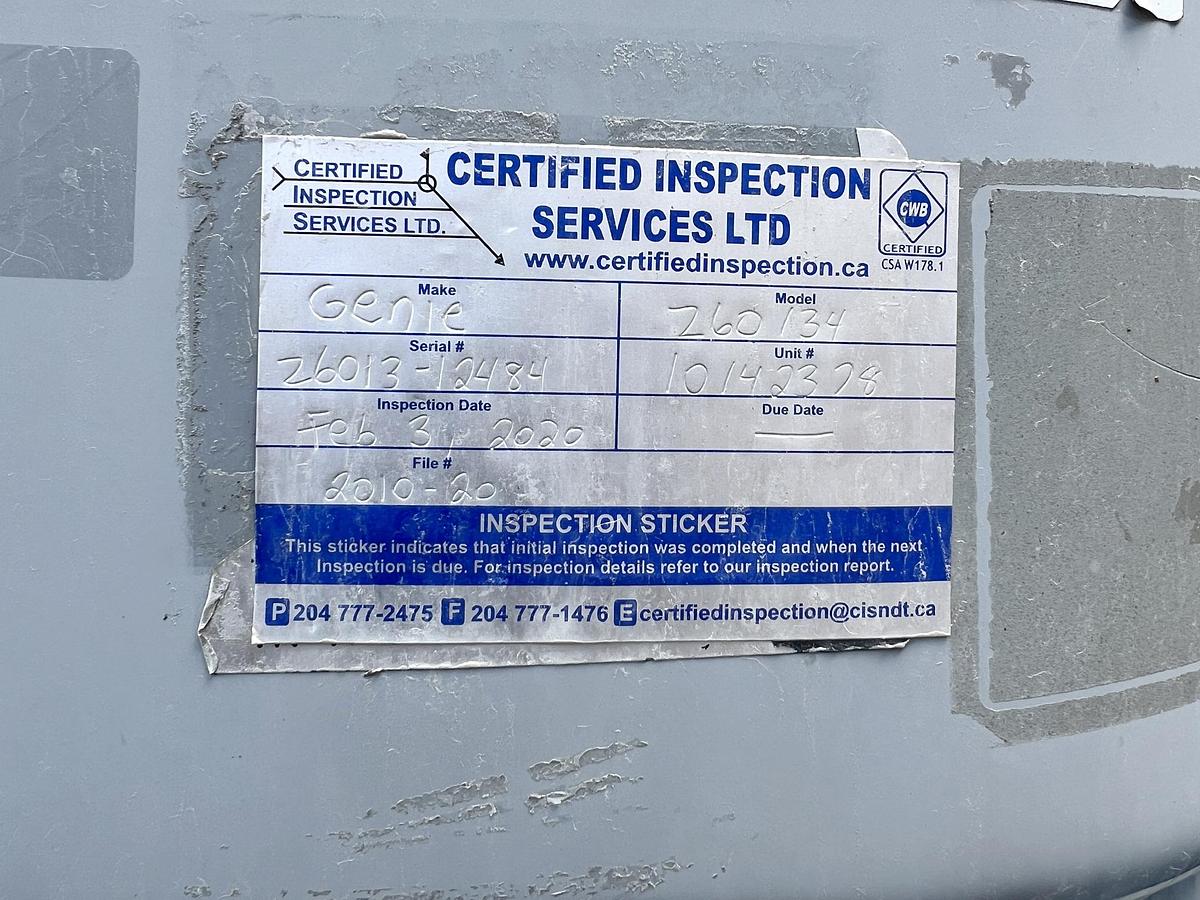 CERTIFIED
INSPECTION
SERVICES LTD.
CERTIFIED INSPECTION
SERVICES LTD
www.certifiedinspection.ca
CWB
CERTIFIED
CSA W178.1
Make
Genie
Model
Z60/34
Serial #
Z6013-12484
Unit #
10142378
Inspection Date
Feb 3, 2020
Due Date
—
File #
2010-20
INSPECTION STICKER
This sticker indicates that initial inspection was completed and when the next
Inspection is due. For inspection details refer to our inspection report.
P 204 777-2475 F 204 777-1476 E certifiedinspection@cisndt.ca